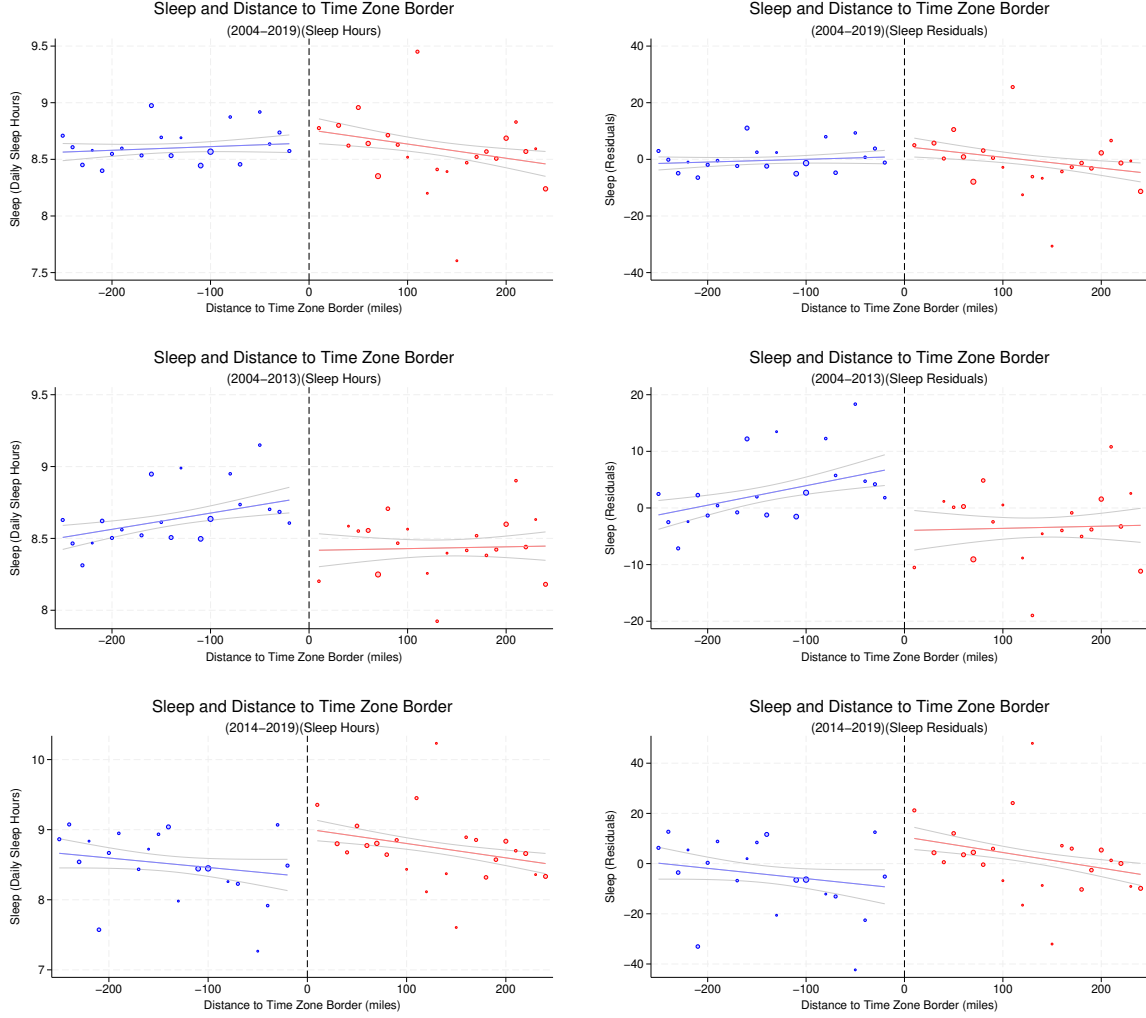 Sleep and Distance to Time Zone Border
(2004−2019)(Sleep Hours)
Sleep (Daily Sleep Hours)
9.5
9
8.5
8
7.5
−200
−100
0
100
200
Distance to Time Zone Border (miles)
Sleep and Distance to Time Zone Border
(2004−2019)(Sleep Residuals)
Sleep (Residuals)
40
20
0
−20
−40
−200
−100
0
100
200
Distance to Time Zone Border (miles)
Sleep and Distance to Time Zone Border
(2004−2013)(Sleep Hours)
Sleep (Daily Sleep Hours)
9.5
9
8.5
8
−200
−100
0
100
200
Distance to Time Zone Border (miles)
Sleep and Distance to Time Zone Border
(2004−2013)(Sleep Residuals)
Sleep (Residuals)
20
10
0
−10
−20
−200
−100
0
100
200
Distance to Time Zone Border (miles)
Sleep and Distance to Time Zone Border
(2014−2019)(Sleep Hours)
Sleep (Daily Sleep Hours)
10
9
8
7
−200
−100
0
100
200
Distance to Time Zone Border (miles)
Sleep and Distance to Time Zone Border
(2014−2019)(Sleep Residuals)
Sleep (Residuals)
40
20
0
−20
−40
−200
−100
0
100
200
Distance to Time Zone Border (miles)